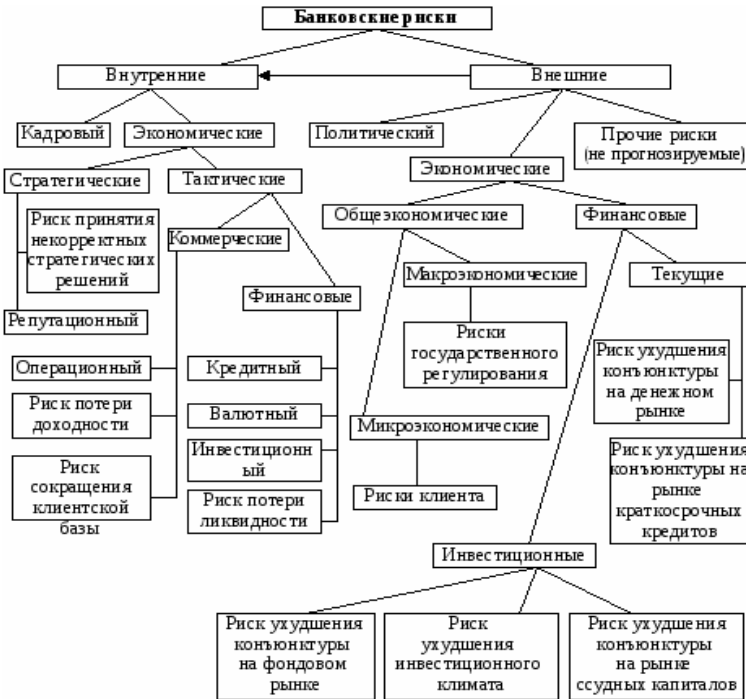 Банковские риски
Внутренние
Внешние
Кадровый
Экономические
Политический
Прочие риски
(не прогнозируемые)
Экономические
Стратегические
Тактические
Общеэкономические
Финансовые
Риск принятия
некорректных
стратегических
решений
Коммерческие
Макроэкономические
Текущие
Финансовые
Репутационный
Риски
государственного
регулирования
Риск ухудшения
конъюнктуры
на денежном
рынке
Операционный
Кредитный
Риск потери
доходности
Валютный
Микроэкономические
Инвестиционн
ый
Риск ухудшения
конъюнктуры на
рынке
краткосрочных
кредитов
Риск
сокращения
клиентской
базы
Риск потери
ликвидности
Риски клиента
Инвестиционные
Риск ухудшения
конъюнктуры
на фондовом
рынке
Риск
ухудшения
инвестиционного
климата
Риск ухудшения
конъюнктуры
на рынке
ссудных капиталов